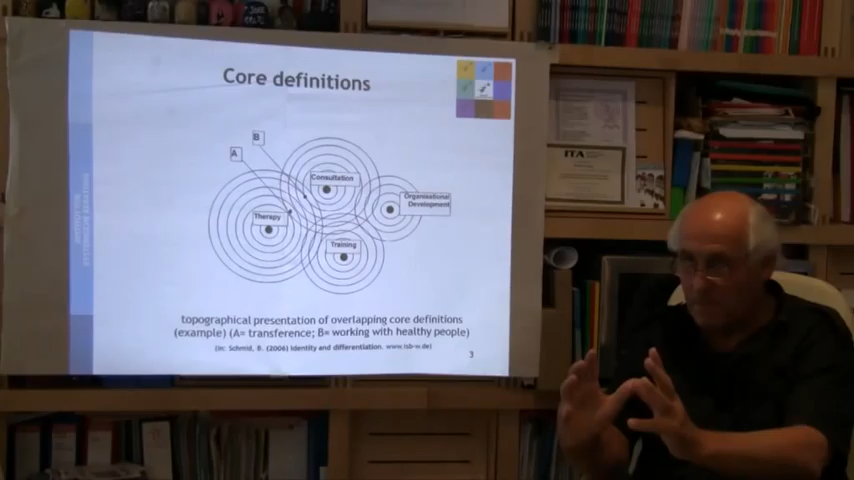 Core definitions
B
A
Consultation
Organisational
Development
Therapy
Training
topographical presentation of overlapping core definitions
(example) (A= transference; B= working with healthy people)
(in: Schmid, B. (2006) Identity and differentiation. www.isb-w.de)
3
ITA